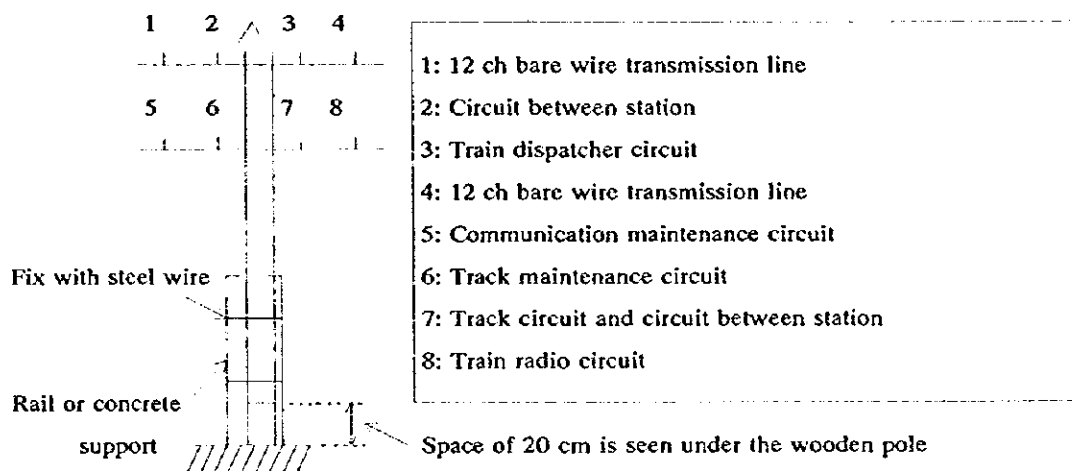 1 2 3 4
5 6 7 8
1: 12 ch bare wire transmission line
2: Circuit between station
3: Train dispatcher circuit
4: 12 ch bare wire transmission line
5: Communication maintenance circuit
6: Track maintenance circuit
7: Track circuit and circuit between station
8: Train radio circuit
Fix with steel wire
Rail or concrete
support
Space of 20 cm is seen under the wooden pole